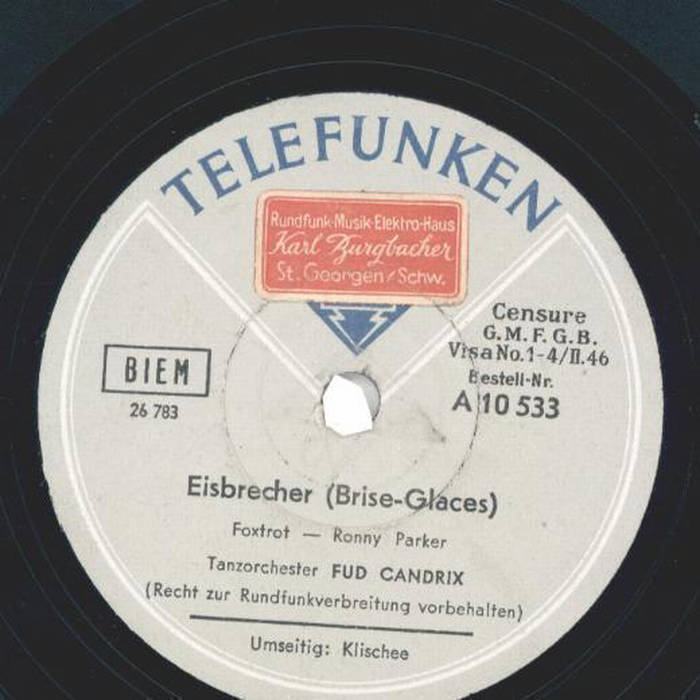 TELEFUNKEN
Rundfunk-Musik-Elektro-Haus
Karl Burgbacher
St. Georgen/Schw.
Censure
G.M.F.G.B.
Visa No. 1-4/II.46
Bestell-Nr.
A 10 533
BIEM
26 783
Eisbrecher (Brise-Glaces)
Foxtrot — Ronny Parker
Tanzorchester FUD CANDRIX
(Recht zur Rundfunkverbreitung vorbehalten)
Umseitig: Klischee